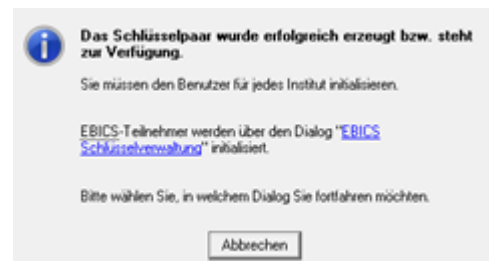 Das Schlüsselpaar wurde erfolgreich erzeugt bzw. steht
zur Verfügung.
Sie müssen den Benutzer für jedes Institut initialisieren.
EBICS-Teilnehmer werden über den Dialog "EBICS
Schlüsselverwaltung" initialisiert.
Bitte wählen Sie, in welchem Dialog Sie fortfahren möchten.
Abbrechen